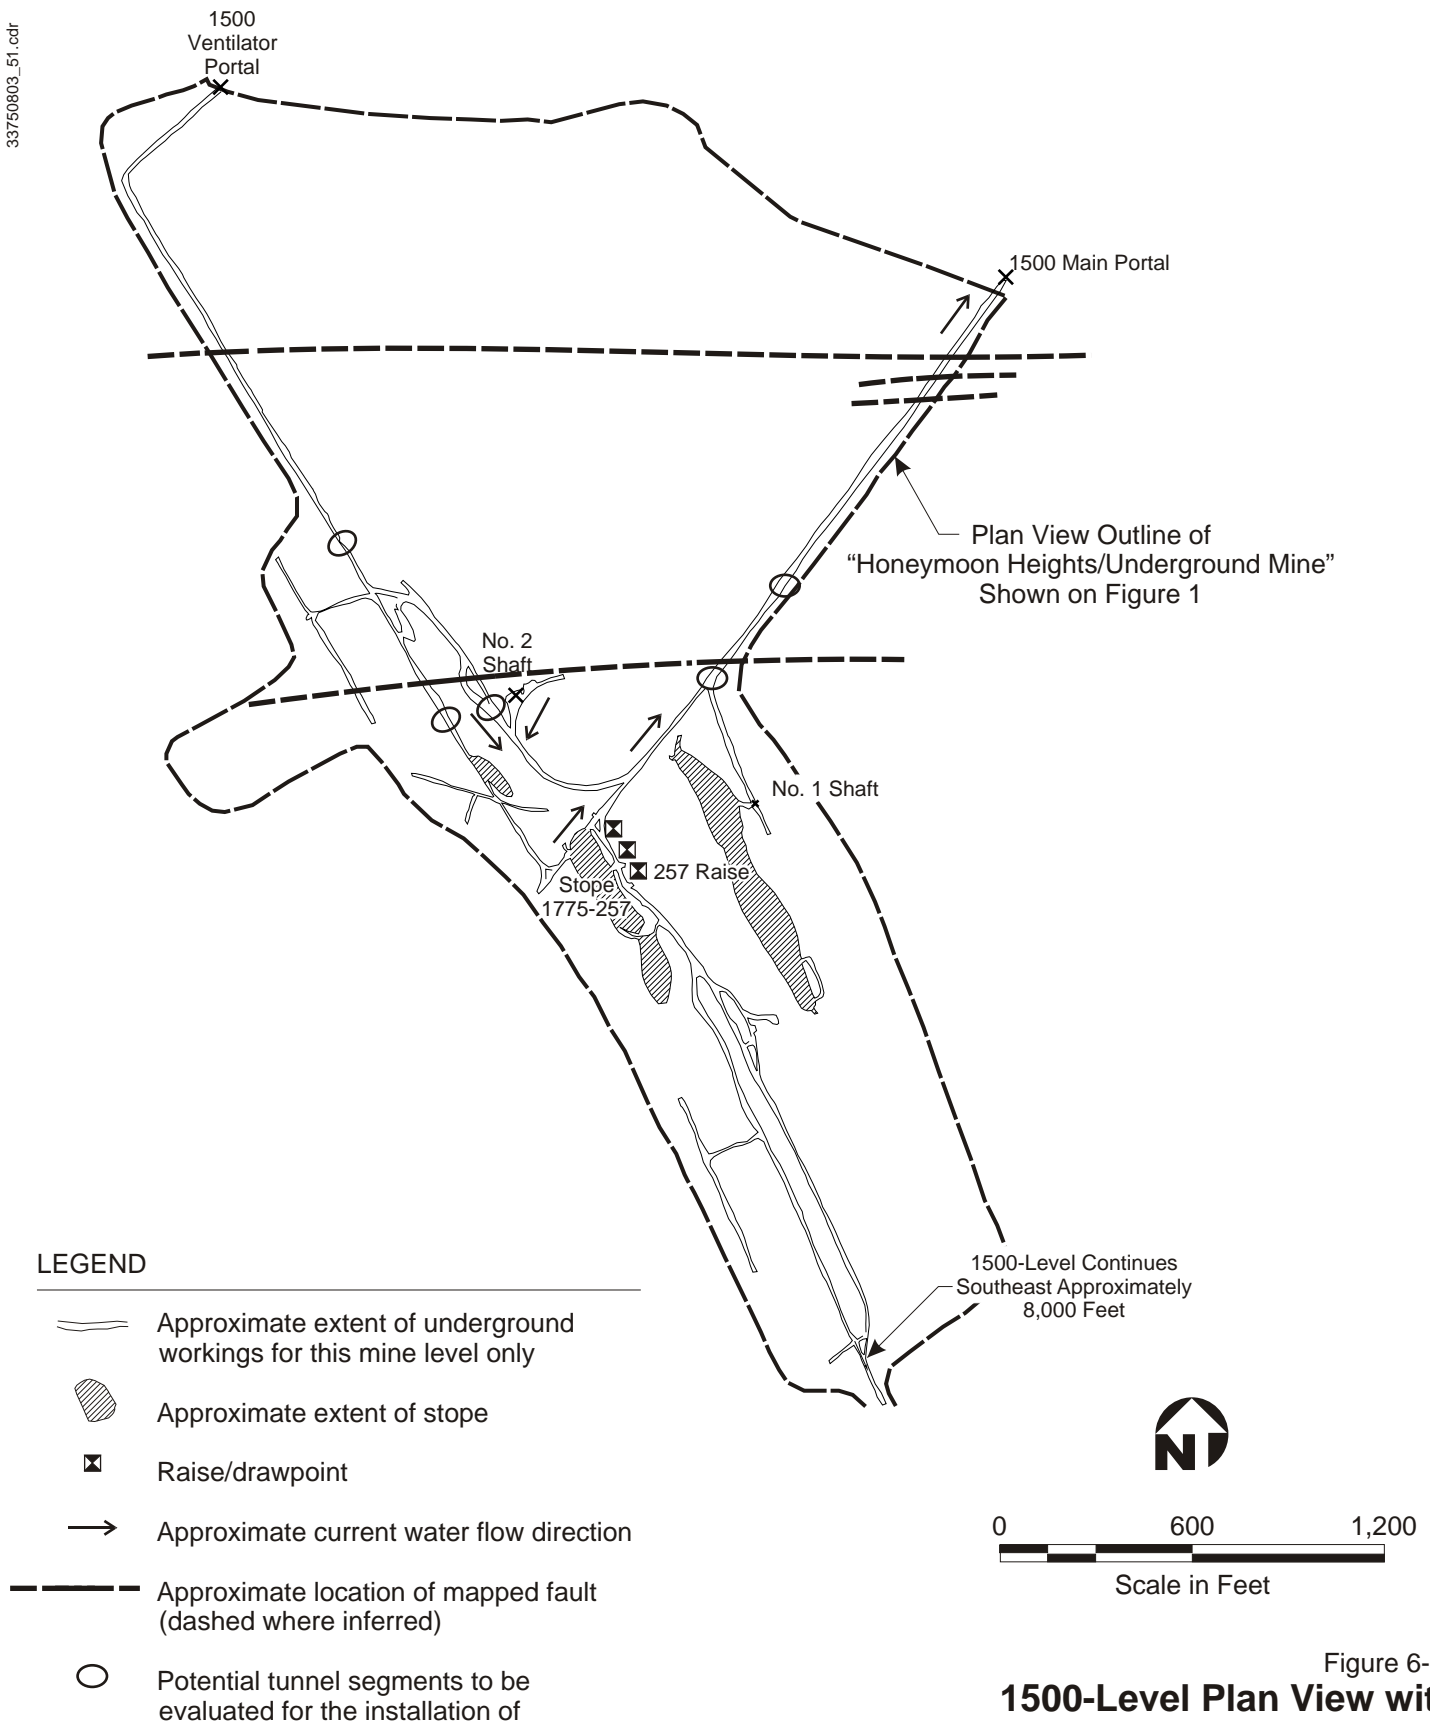 33750803_51.cdr
1500
Ventilator
Portal
1500 Main Portal
Plan View Outline of
“Honeymoon Heights/Underground Mine”
Shown on Figure 1
No. 2
Shaft
No. 1 Shaft
257 Raise
Stope
1775-257
1500-Level Continues
Southeast Approximately
8,000 Feet
LEGEND
Approximate extent of underground
workings for this mine level only
Approximate extent of stope
Raise/drawpoint
Approximate current water flow direction
Approximate location of mapped fault
(dashed where inferred)
Potential tunnel segments to be
evaluated for the installation of
N
0 600 1,200
Scale in Feet
Figure 6-
1500-Level Plan View wit